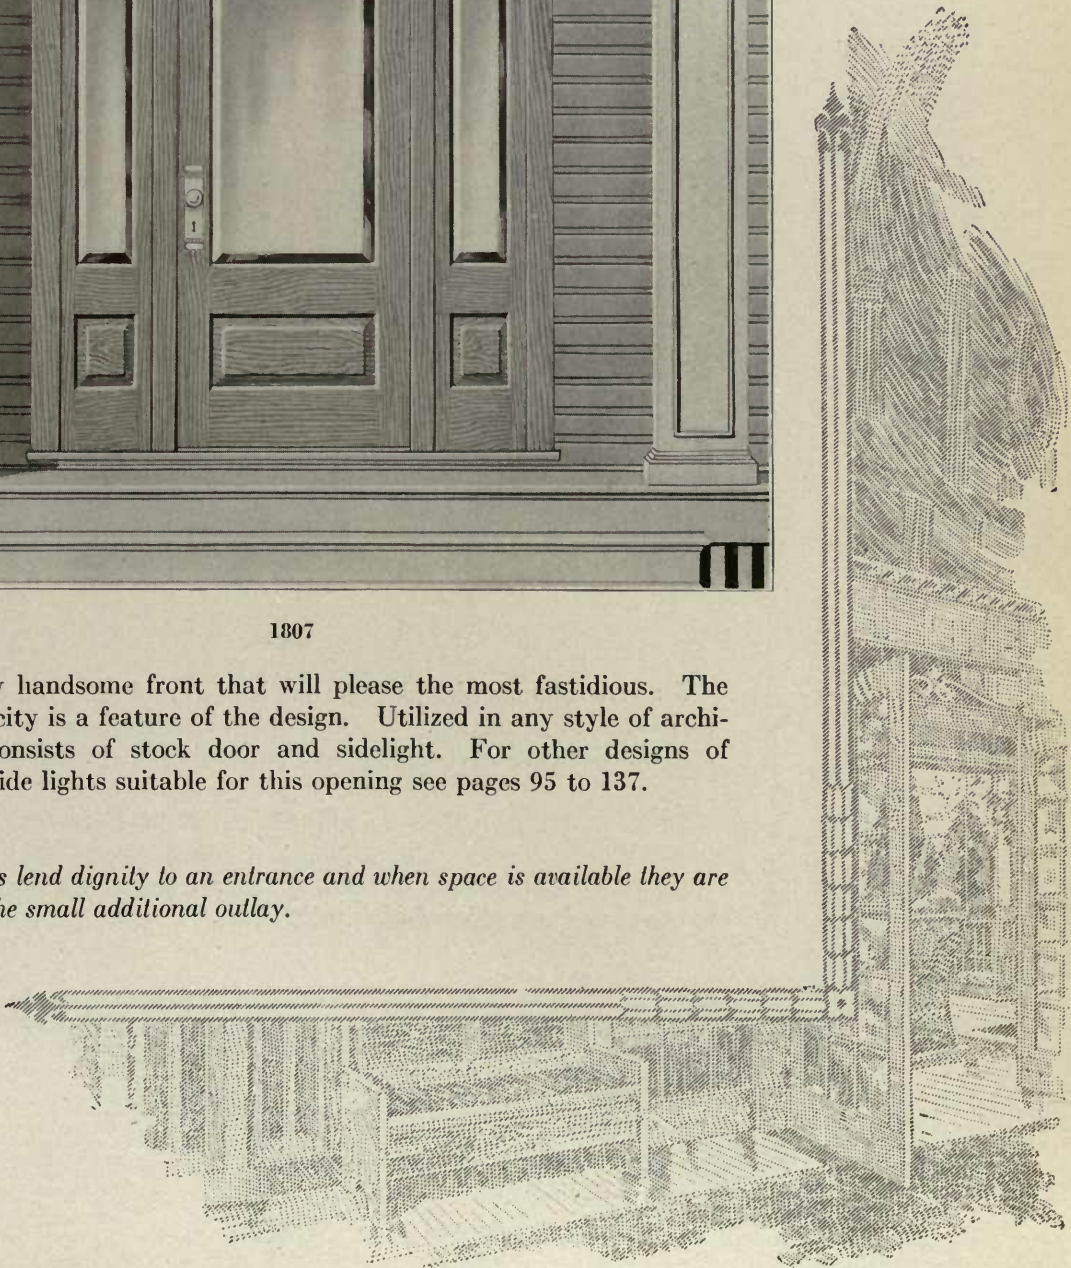 1807
handsome front that will please the most fastidious. The
city is a feature of the design. Utilized in any style of archi-
onsists of stock door and sidelight. For other designs of
ide lights suitable for this opening see pages 95 to 137.
s lend dignity to an entrance and when space is available they are
he small additional outlay.